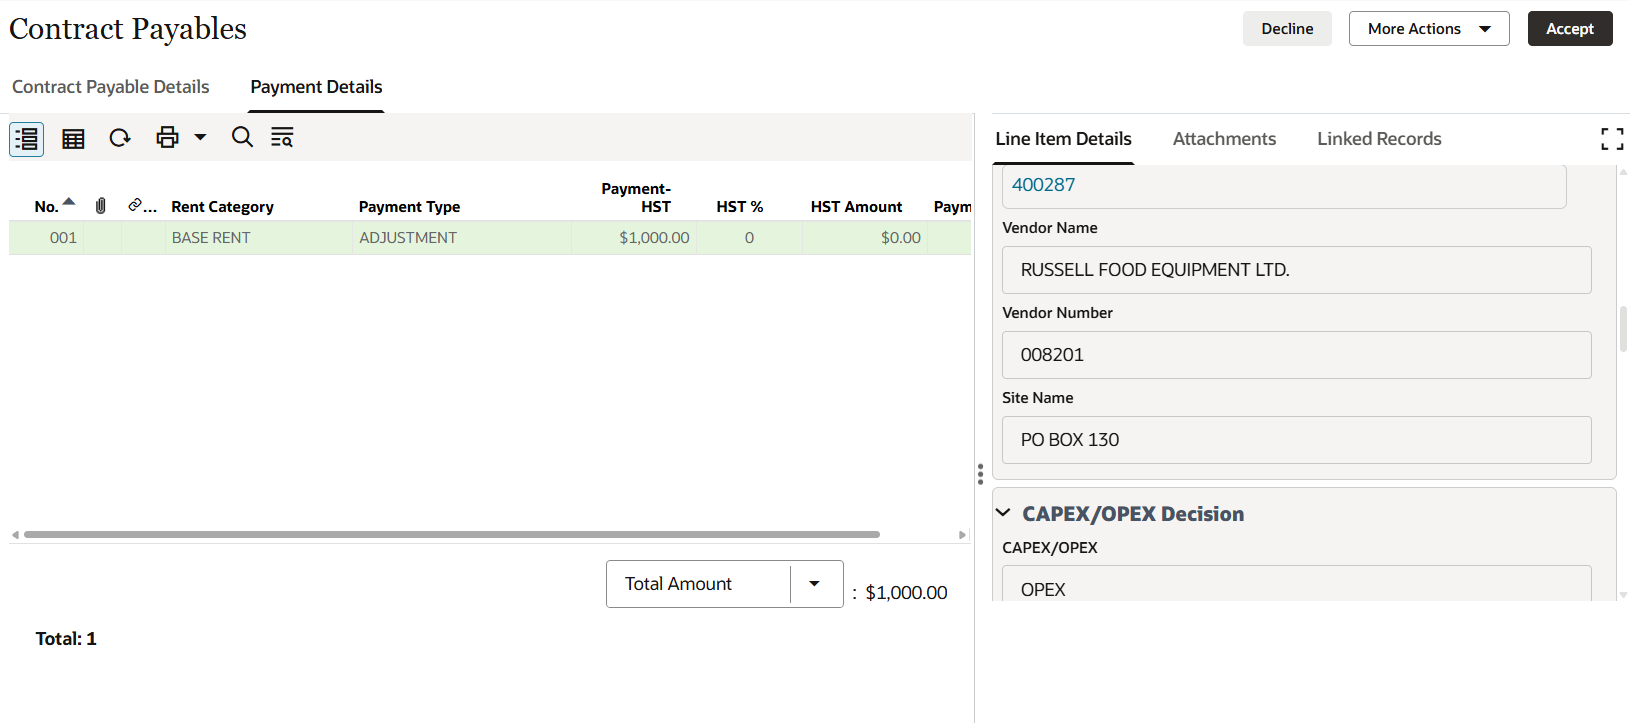 Contract Payables
Decline
More Actions
Accept
Contract Payable Details
Payment Details
Line Item Details
Attachments
Linked Records
No.
...
Rent Category
Payment Type
Payment-
HST
HST %
HST Amount
Paym
001
BASE RENT
ADJUSTMENT
$1,000.00
0
$0.00
Total Amount
: $1,000.00
Total: 1
400287
Vendor Name
RUSSELL FOOD EQUIPMENT LTD.
Vendor Number
008201
Site Name
PO BOX 130
CAPEX/OPEX Decision
CAPEX/OPEX
OPEX